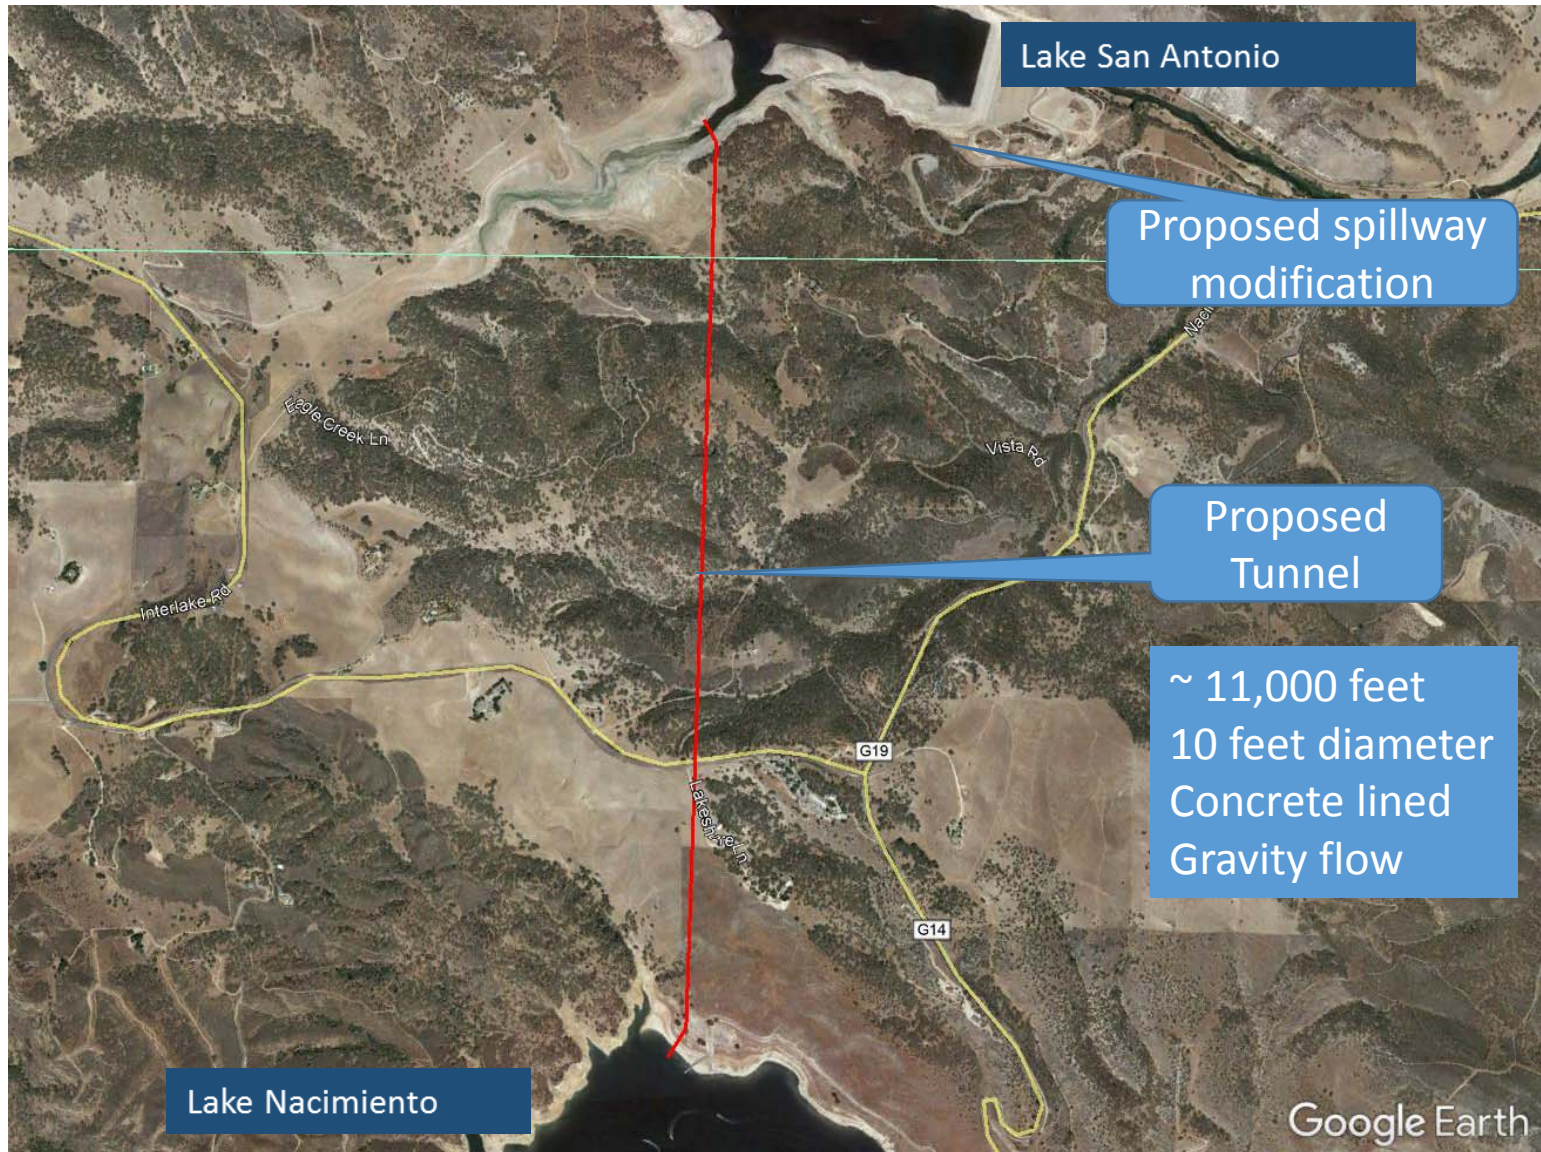 Lake San Antonio
Proposed spillway
modification
Eagle Creek Ln
Vista Rd
Proposed
Tunnel
Interlake Rd
~ 11,000 feet
10 feet diameter
Concrete lined
Gravity flow
G19
G14
Lake Nacimiento
Google Earth